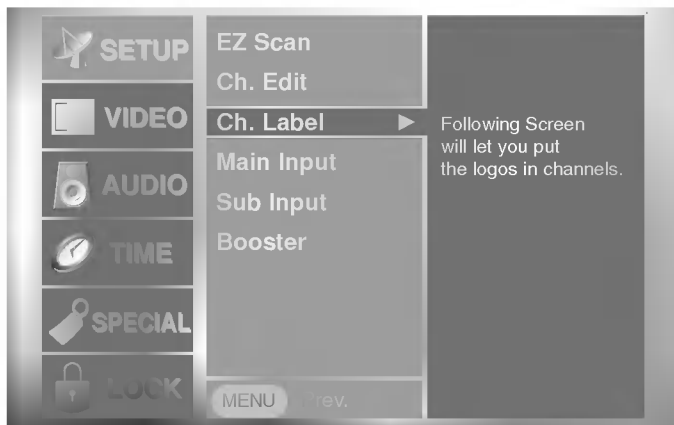 SETUP
VIDEO
AUDIO
TIME
SPECIAL
LOCK
EZ Scan
Ch. Edit
Ch. Label
Main Input
Sub Input
Booster
MENU Prev.
Following Screen
will let you put
the logos in channels.